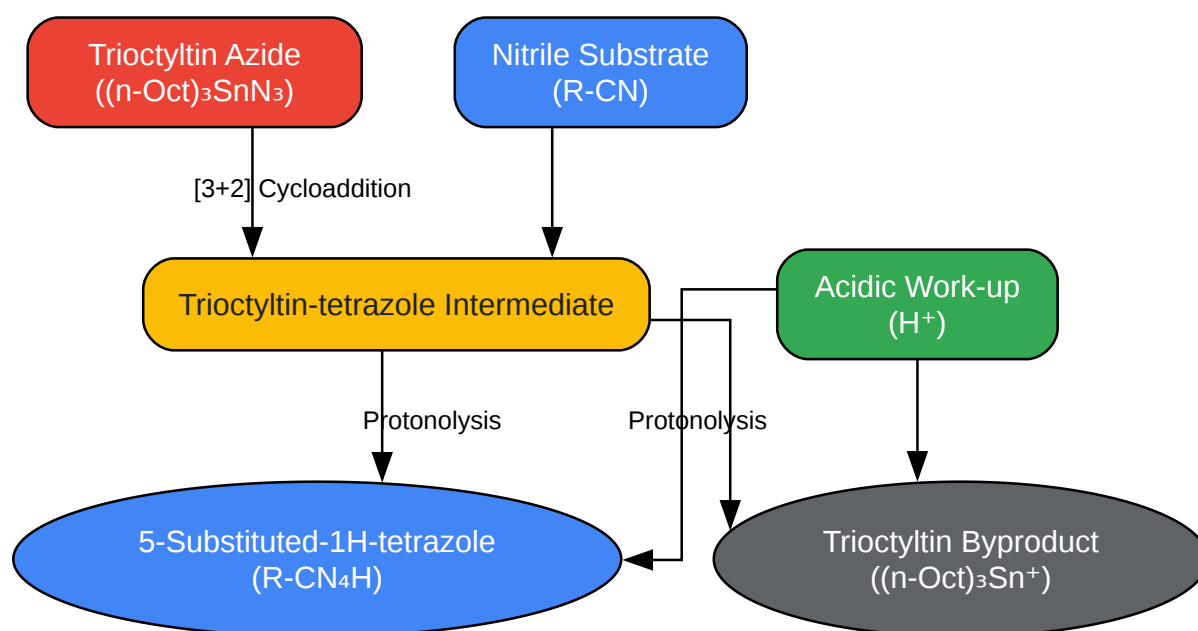 Trioctyltin Azide
((n-Oct)₃SnN₃)
Nitrile Substrate
(R-CN)
[3+2] Cycloaddition
Trioctyltin-tetrazole Intermediate
Acidic Work-up
(H⁺)
Protonolysis
Protonolysis
5-Substituted-1H-tetrazole
(R-CN₄H)
Trioctyltin Byproduct
((n-Oct)₃Sn⁺)